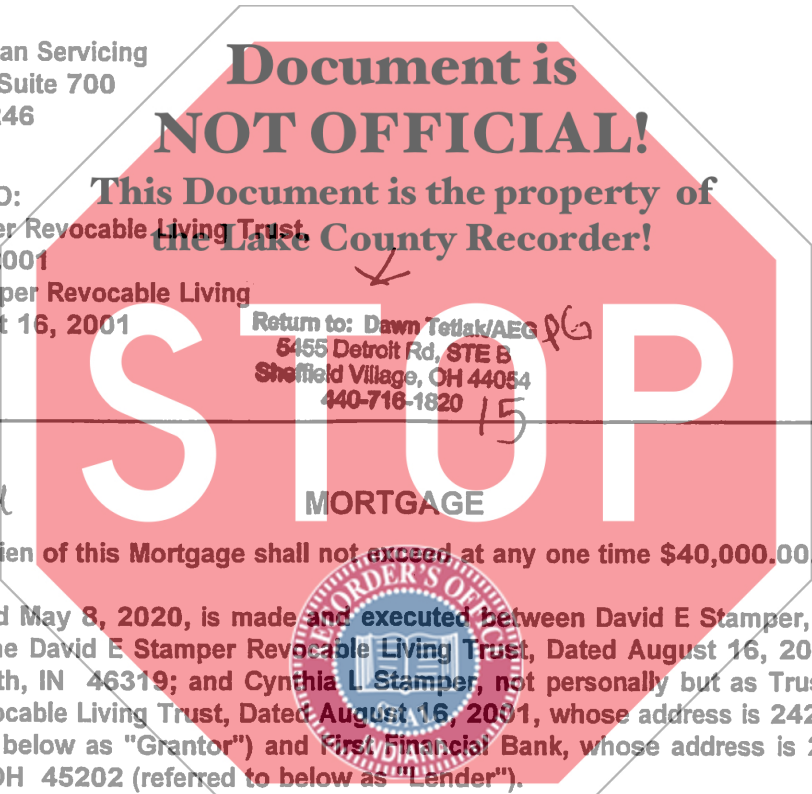 an Servicing
Suite 700
246
Document is
NOT OFFICIAL!
This Document is the property of
the Lake County Recorder!
O:
er Revocable Living Trust,
001
per Revocable Living
t 16, 2001
Return to: Dawn Tetlak/AEG
5455 Detroit Rd, STE B
Sheffield Village, OH 44054
440-716-1820
PG
15
STOP
MORTGAGE
ien of this Mortgage shall not exceed at any one time $40,000.00
d May 8, 2020, is made and executed between David E Stamper,
ne David E Stamper Revocable Living Trust, Dated August 16, 20
th, IN 46319; and Cynthia L Stamper, not personally but as Trus
ocable Living Trust, Dated August 16, 2001, whose address is 242
below as "Grantor") and First Financial Bank, whose address is 2
OH 45202 (referred to below as "Lender").
RECORDER'S OFFIC
SEAL
INDIANA